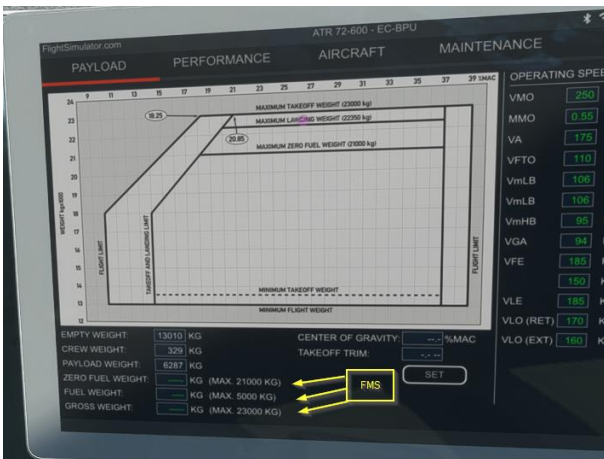 ATR 72-600 - EC-BPU
FlightSimulator.com
PAYLOAD PERFORMANCE AIRCRAFT MAINTENANCE
9 11 13 15 17 19 21 23 25 27 29 31 33 35 37 39 %MAC
WEIGHT kg×1000
24
23
22
21
20
19
18
17
16
15
14
13
12
18.25
20.85
MAXIMUM TAKEOFF WEIGHT (23000 kg)
MAXIMUM LANDING WEIGHT (22350 kg)
MAXIMUM ZERO FUEL WEIGHT (21000 kg)
FLIGHT LIMIT
TAKEOFF AND LANDING LIMIT
FLIGHT LIMIT
MINIMUM TAKEOFF WEIGHT
MINIMUM FLIGHT WEIGHT
OPERATING SPEE
VMO 250
MMO 0.55
VA 175
VFTO 110
VmLB 106
VmLB 106
VmHB 95
VGA 94
VFE 185
150
VLE 185
VLO (RET) 170
VLO (EXT) 160
EMPTY WEIGHT: 13010 KG
CREW WEIGHT: 329 KG
PAYLOAD WEIGHT: 6287 KG
ZERO FUEL WEIGHT: ----- KG (MAX. 21000 KG)
FUEL WEIGHT: ----- KG (MAX. 5000 KG)
GROSS WEIGHT: ----- KG (MAX. 23000 KG)
CENTER OF GRAVITY: --.- %MAC
TAKEOFF TRIM: --.--
SET
FMS